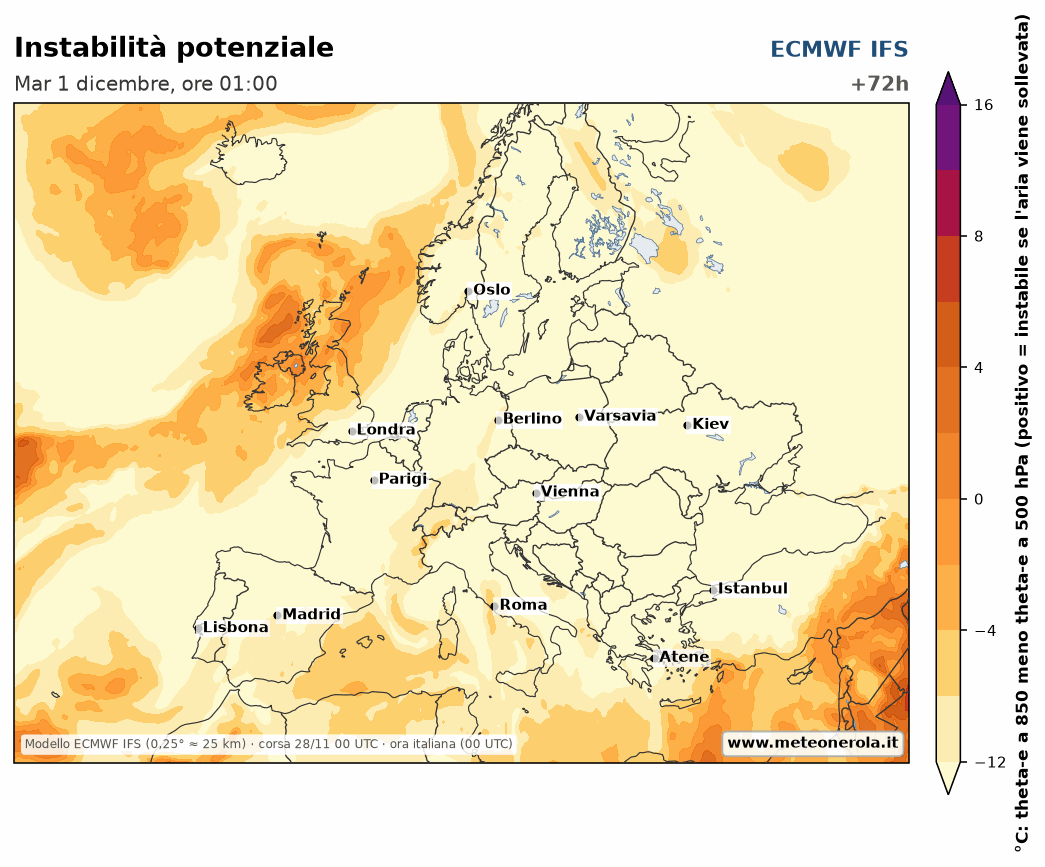 Instabilità potenziale
ECMWF IFS
Mar 1 dicembre, ore 01:00
+72h
Oslo
Londra
Berlino
Varsavia
Kiev
Parigi
Vienna
Istanbul
Roma
Madrid
Lisbona
Atene
Modello ECMWF IFS (0,25° ≈ 25 km) · corsa 28/11 00 UTC · ora italiana (00 UTC)
www.meteonerola.it
16
8
4
0
−4
−12
°C: theta-e a 850 meno theta-e a 500 hPa (positivo = instabile se l'aria viene sollevata)